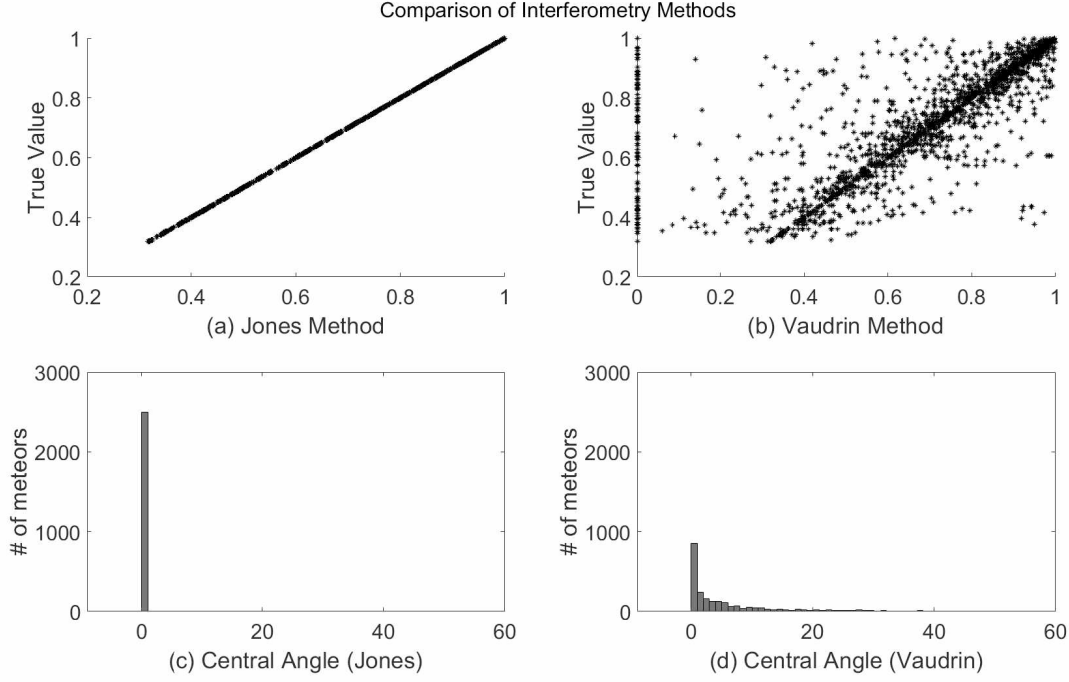 Comparison of Interferometry Methods
1
0.8
0.6
0.4
0.2
True Value
0.2 0.4 0.6 0.8 1
(a) Jones Method
1
0.8
0.6
0.4
0.2
True Value
0 0.2 0.4 0.6 0.8 1
(b) Vaudrin Method
3000
2000
1000
0
# of meteors
0 20 40 60
(c) Central Angle (Jones)
3000
2000
1000
0
# of meteors
0 20 40 60
(d) Central Angle (Vaudrin)